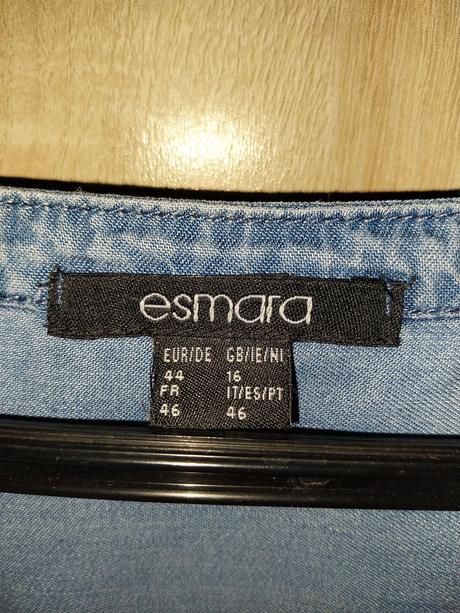 esmara
EUR/DE GB/IE/NI
44 16
FR IT/ES/PT
46 46